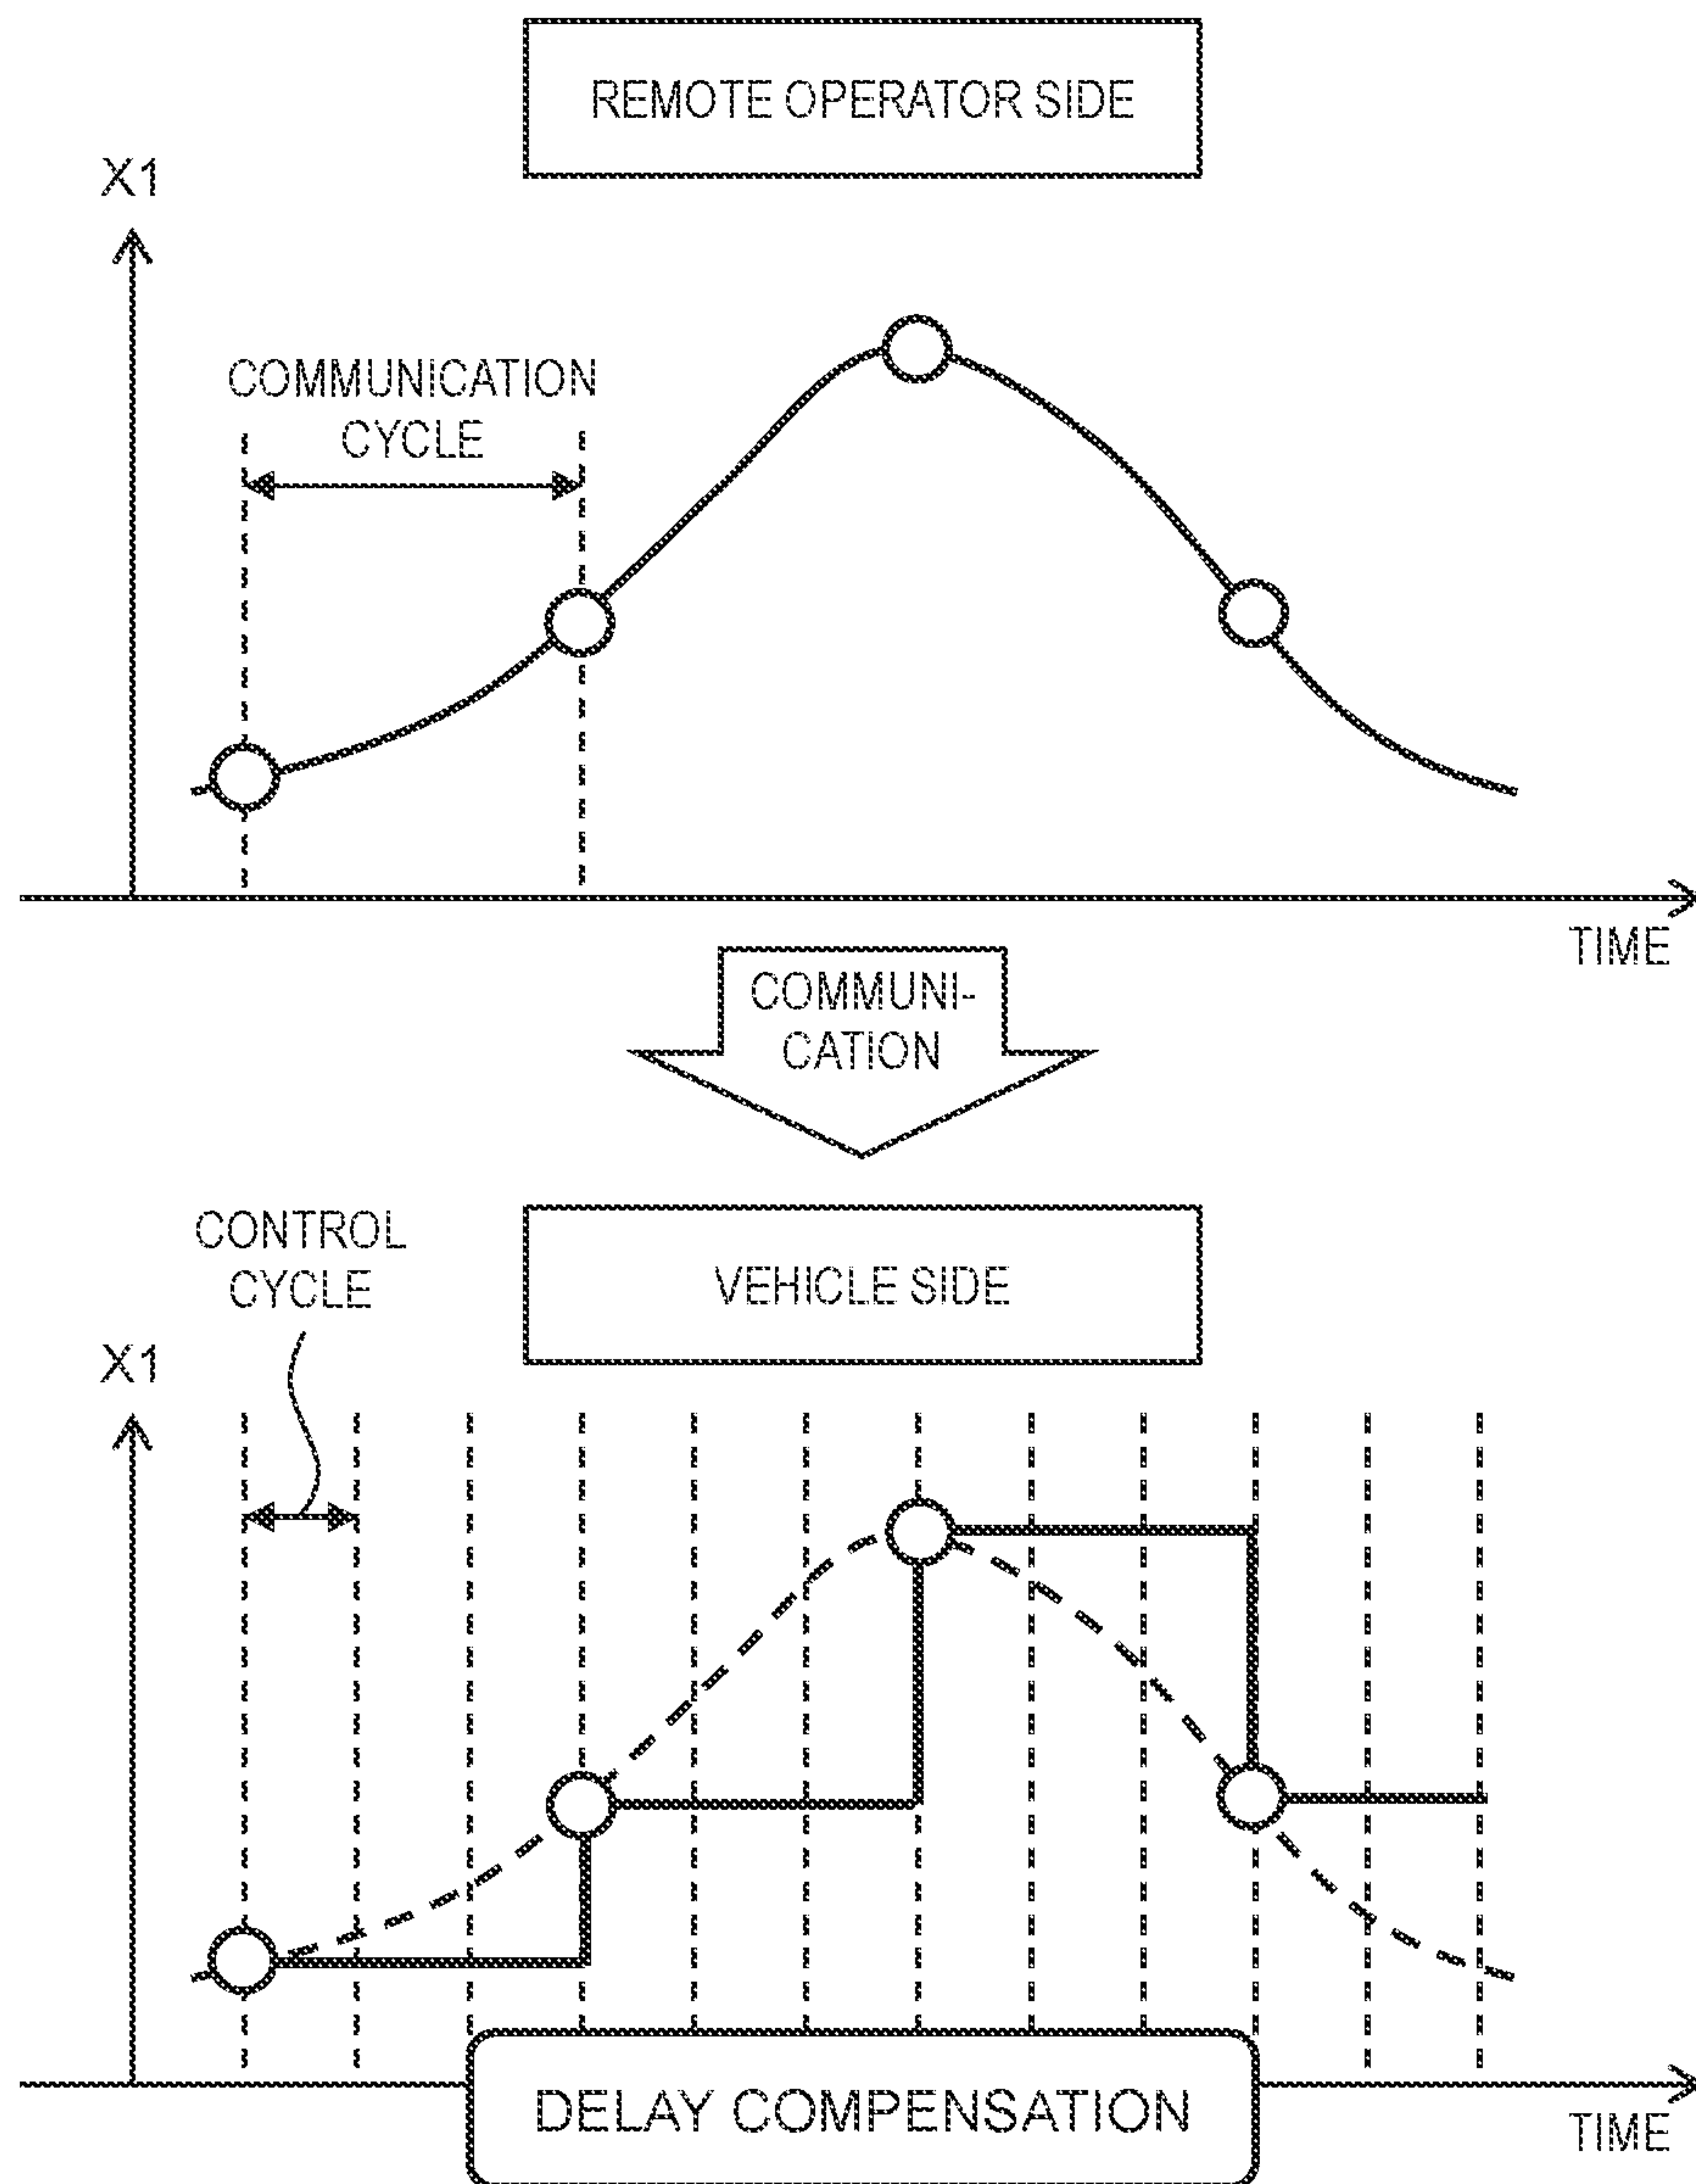 REMOTE OPERATOR SIDE
X1
COMMUNICATION
CYCLE
TIME
COMMUNI-
CATION
CONTROL
CYCLE
VEHICLE SIDE
X1
DELAY COMPENSATION
TIME